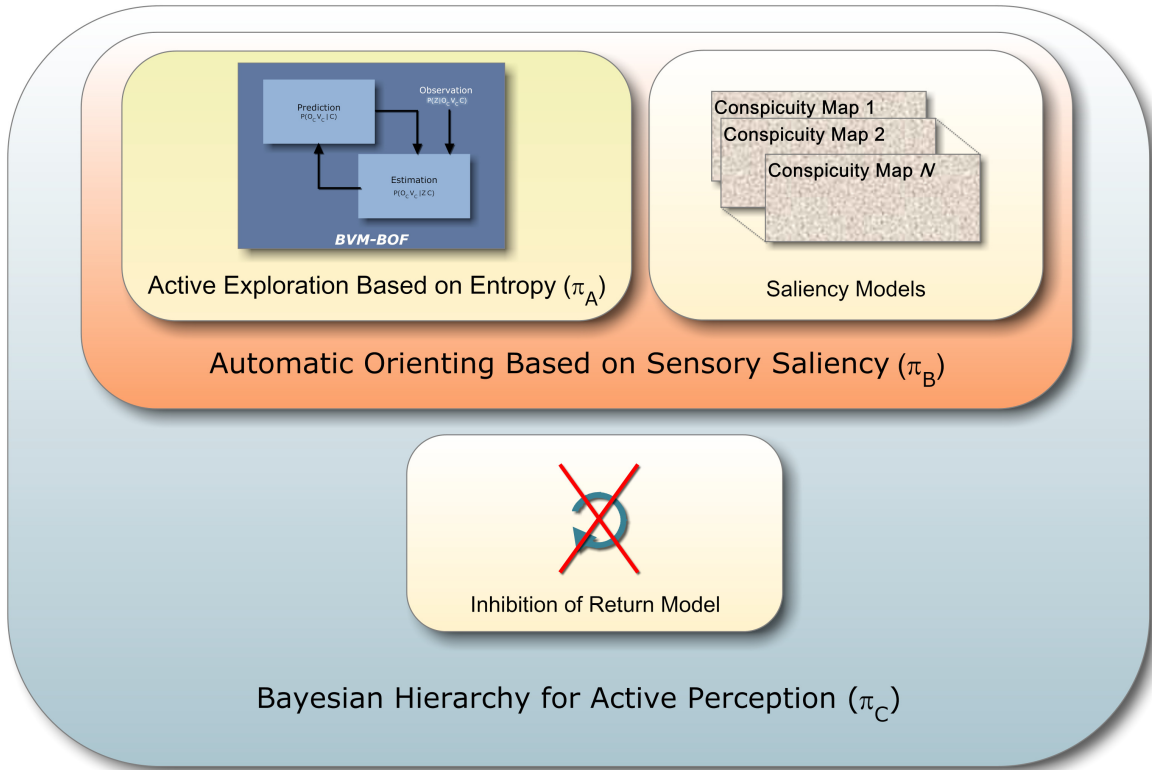 Prediction
P(O_C V_C | C)
Observation
P(Z|O_C V_C C)
Estimation
P(O_C V_C |Z C)
BVM-BOF
Active Exploration Based on Entropy (π_A)
Conspicuity Map 1
Conspicuity Map 2
Conspicuity Map N
Saliency Models
Automatic Orienting Based on Sensory Saliency (π_B)
Inhibition of Return Model
Bayesian Hierarchy for Active Perception (π_C)